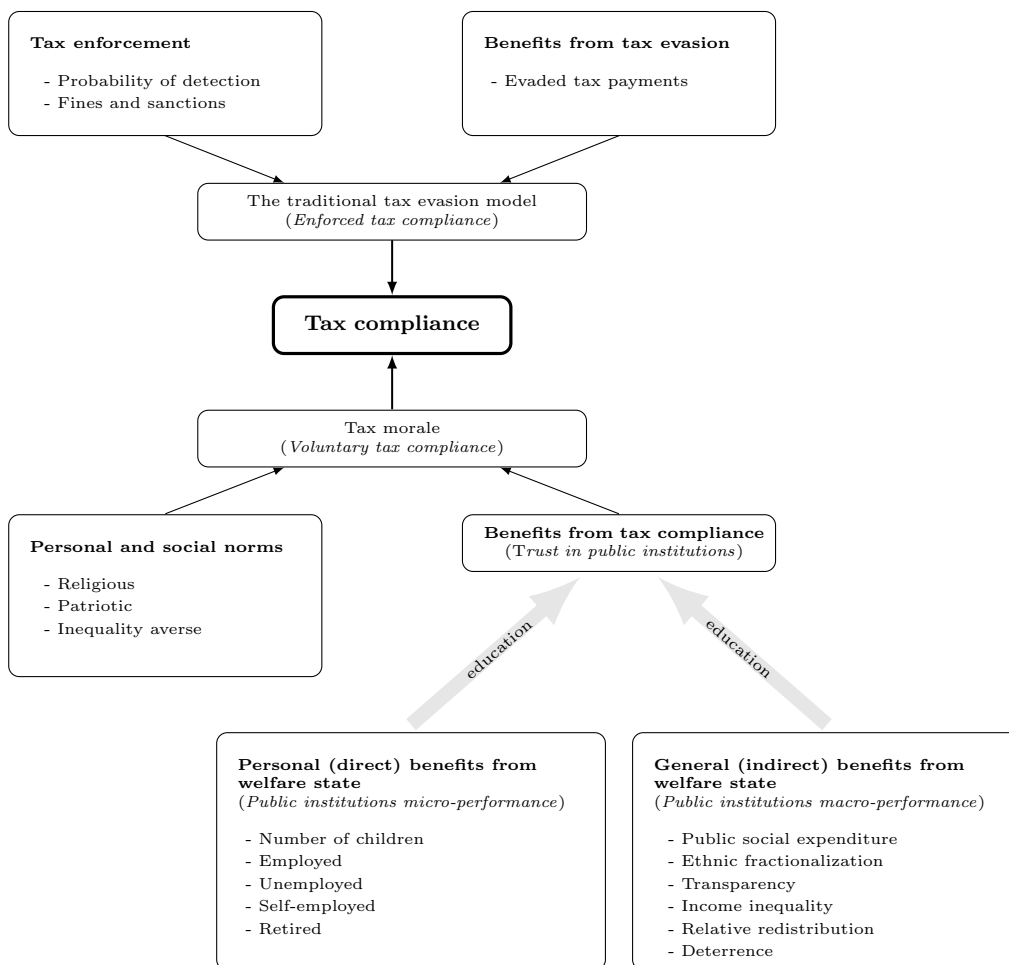 Tax enforcement
- Probability of detection
- Fines and sanctions
Benefits from tax evasion
- Evaded tax payments
The traditional tax evasion model
(Enforced tax compliance)
Tax compliance
Tax morale
(Voluntary tax compliance)
Personal and social norms
- Religious
- Patriotic
- Inequality averse
Benefits from tax compliance
(Trust in public institutions)
education
education
Personal (direct) benefits from
welfare state
(Public institutions micro-performance)
- Number of children
- Employed
- Unemployed
- Self-employed
- Retired
General (indirect) benefits from
welfare state
(Public institutions macro-performance)
- Public social expenditure
- Ethnic fractionalization
- Transparency
- Income inequality
- Relative redistribution
- Deterrence